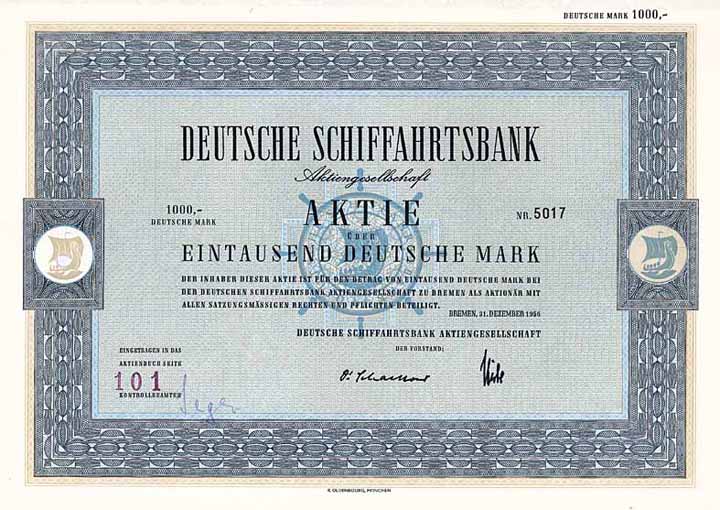 DEUTSCHE MARK 1000,-
DEUTSCHE SCHIFFAHRTSBANK
Aktiengesellschaft
1000,-
DEUTSCHE MARK
AKTIE
NR. 5017
ÜBER
EINTAUSEND DEUTSCHE MARK
DER INHABER DIESER AKTIE IST FÜR DEN BETRAG VON EINTAUSEND DEUTSCHE MARK BEI
DER DEUTSCHEN SCHIFFAHRTSBANK AKTIENGESELLSCHAFT ZU BREMEN ALS AKTIONÄR MIT
ALLEN SATZUNGSMÄSSIGEN RECHTEN UND PFLICHTEN BETEILIGT.
BREMEN, 31. DEZEMBER 1956
DEUTSCHE SCHIFFAHRTSBANK AKTIENGESELLSCHAFT
DER VORSTAND:
EINGETRAGEN IN DAS
AKTIENBUCH SEITE
101
KONTROLLBEAMTER
R. OLDENBOURG, MÜNCHEN